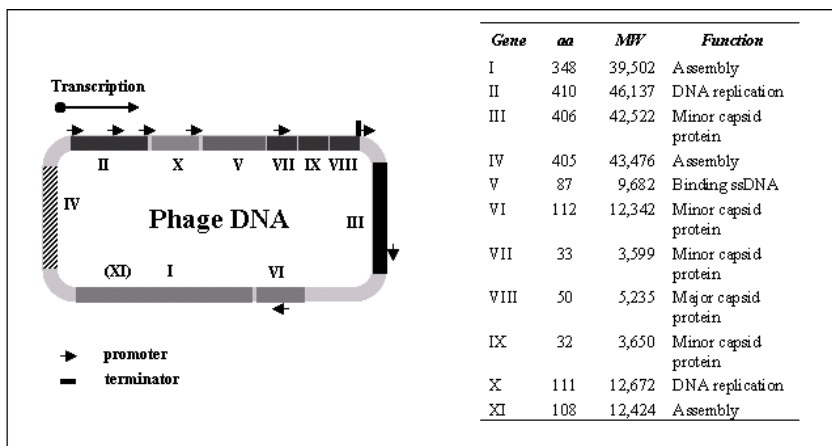 Transcription
II X V VII IX VIII
IV
Phage DNA
III
(XI) I VI
promoter
terminator
Gene aa MW Function
I 348 39,502 Assembly
II 410 46,137 DNA replication
III 406 42,522 Minor capsid
protein
IV 405 43,476 Assembly
V 87 9,682 Binding ssDNA
VI 112 12,342 Minor capsid
protein
VII 33 3,599 Minor capsid
protein
VIII 50 5,235 Major capsid
protein
IX 32 3,650 Minor capsid
protein
X 111 12,672 DNA replication
XI 108 12,424 Assembly